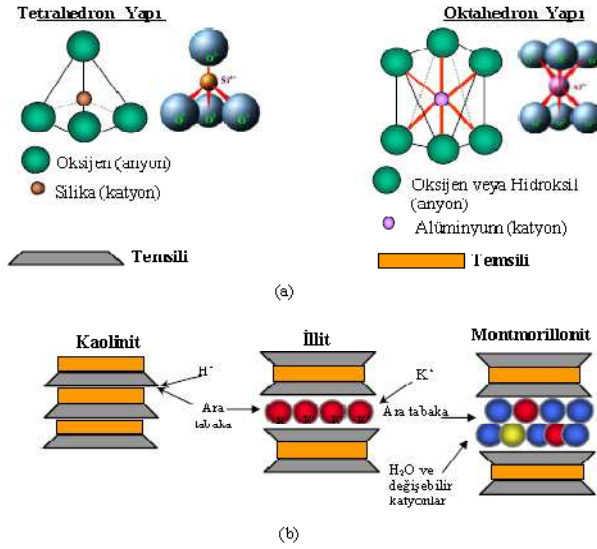 Tetrahedron Yapı
Oksijen (anyon)
Silika (katyon)
Temsili
Oktahedron Yapı
Oksijen veya Hidroksil
(anyon)
Alüminyum (katyon)
Temsili
(a)
Kaolinit
İllit
Montmorillonit
H⁺
K⁺
Ara
tabaka
Ara tabaka
H₂O ve
değişebilir
katyonlar
(b)